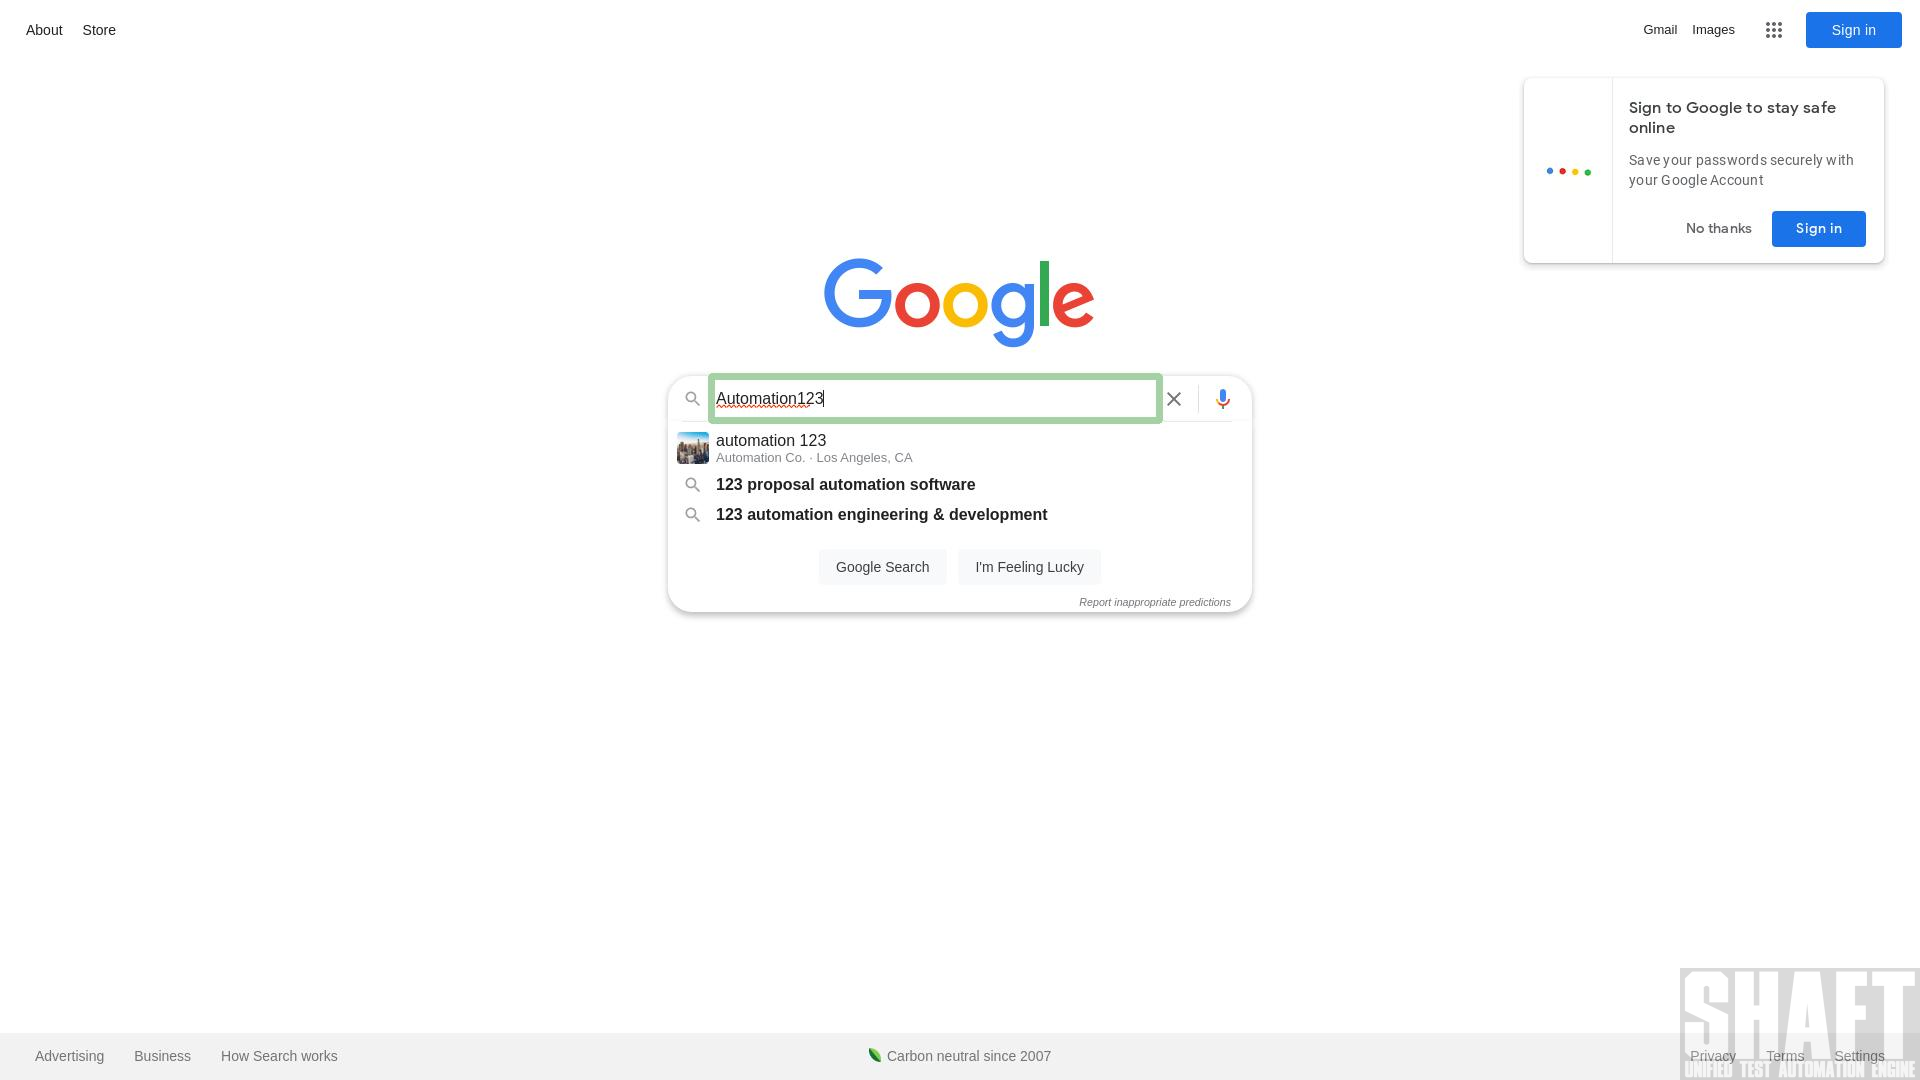 About Store
Gmail Images Sign in
Sign to Google to stay safe
online
Save your passwords securely with
your Google Account
No thanks Sign in
Google
Automation123
automation 123
Automation Co. · Los Angeles, CA
123 proposal automation software
123 automation engineering & development
Google Search I'm Feeling Lucky
Report inappropriate predictions
SHAFT
Advertising Business How Search works Carbon neutral since 2007 Privacy Terms Settings
UNIFIED TEST AUTOMATION ENGINE